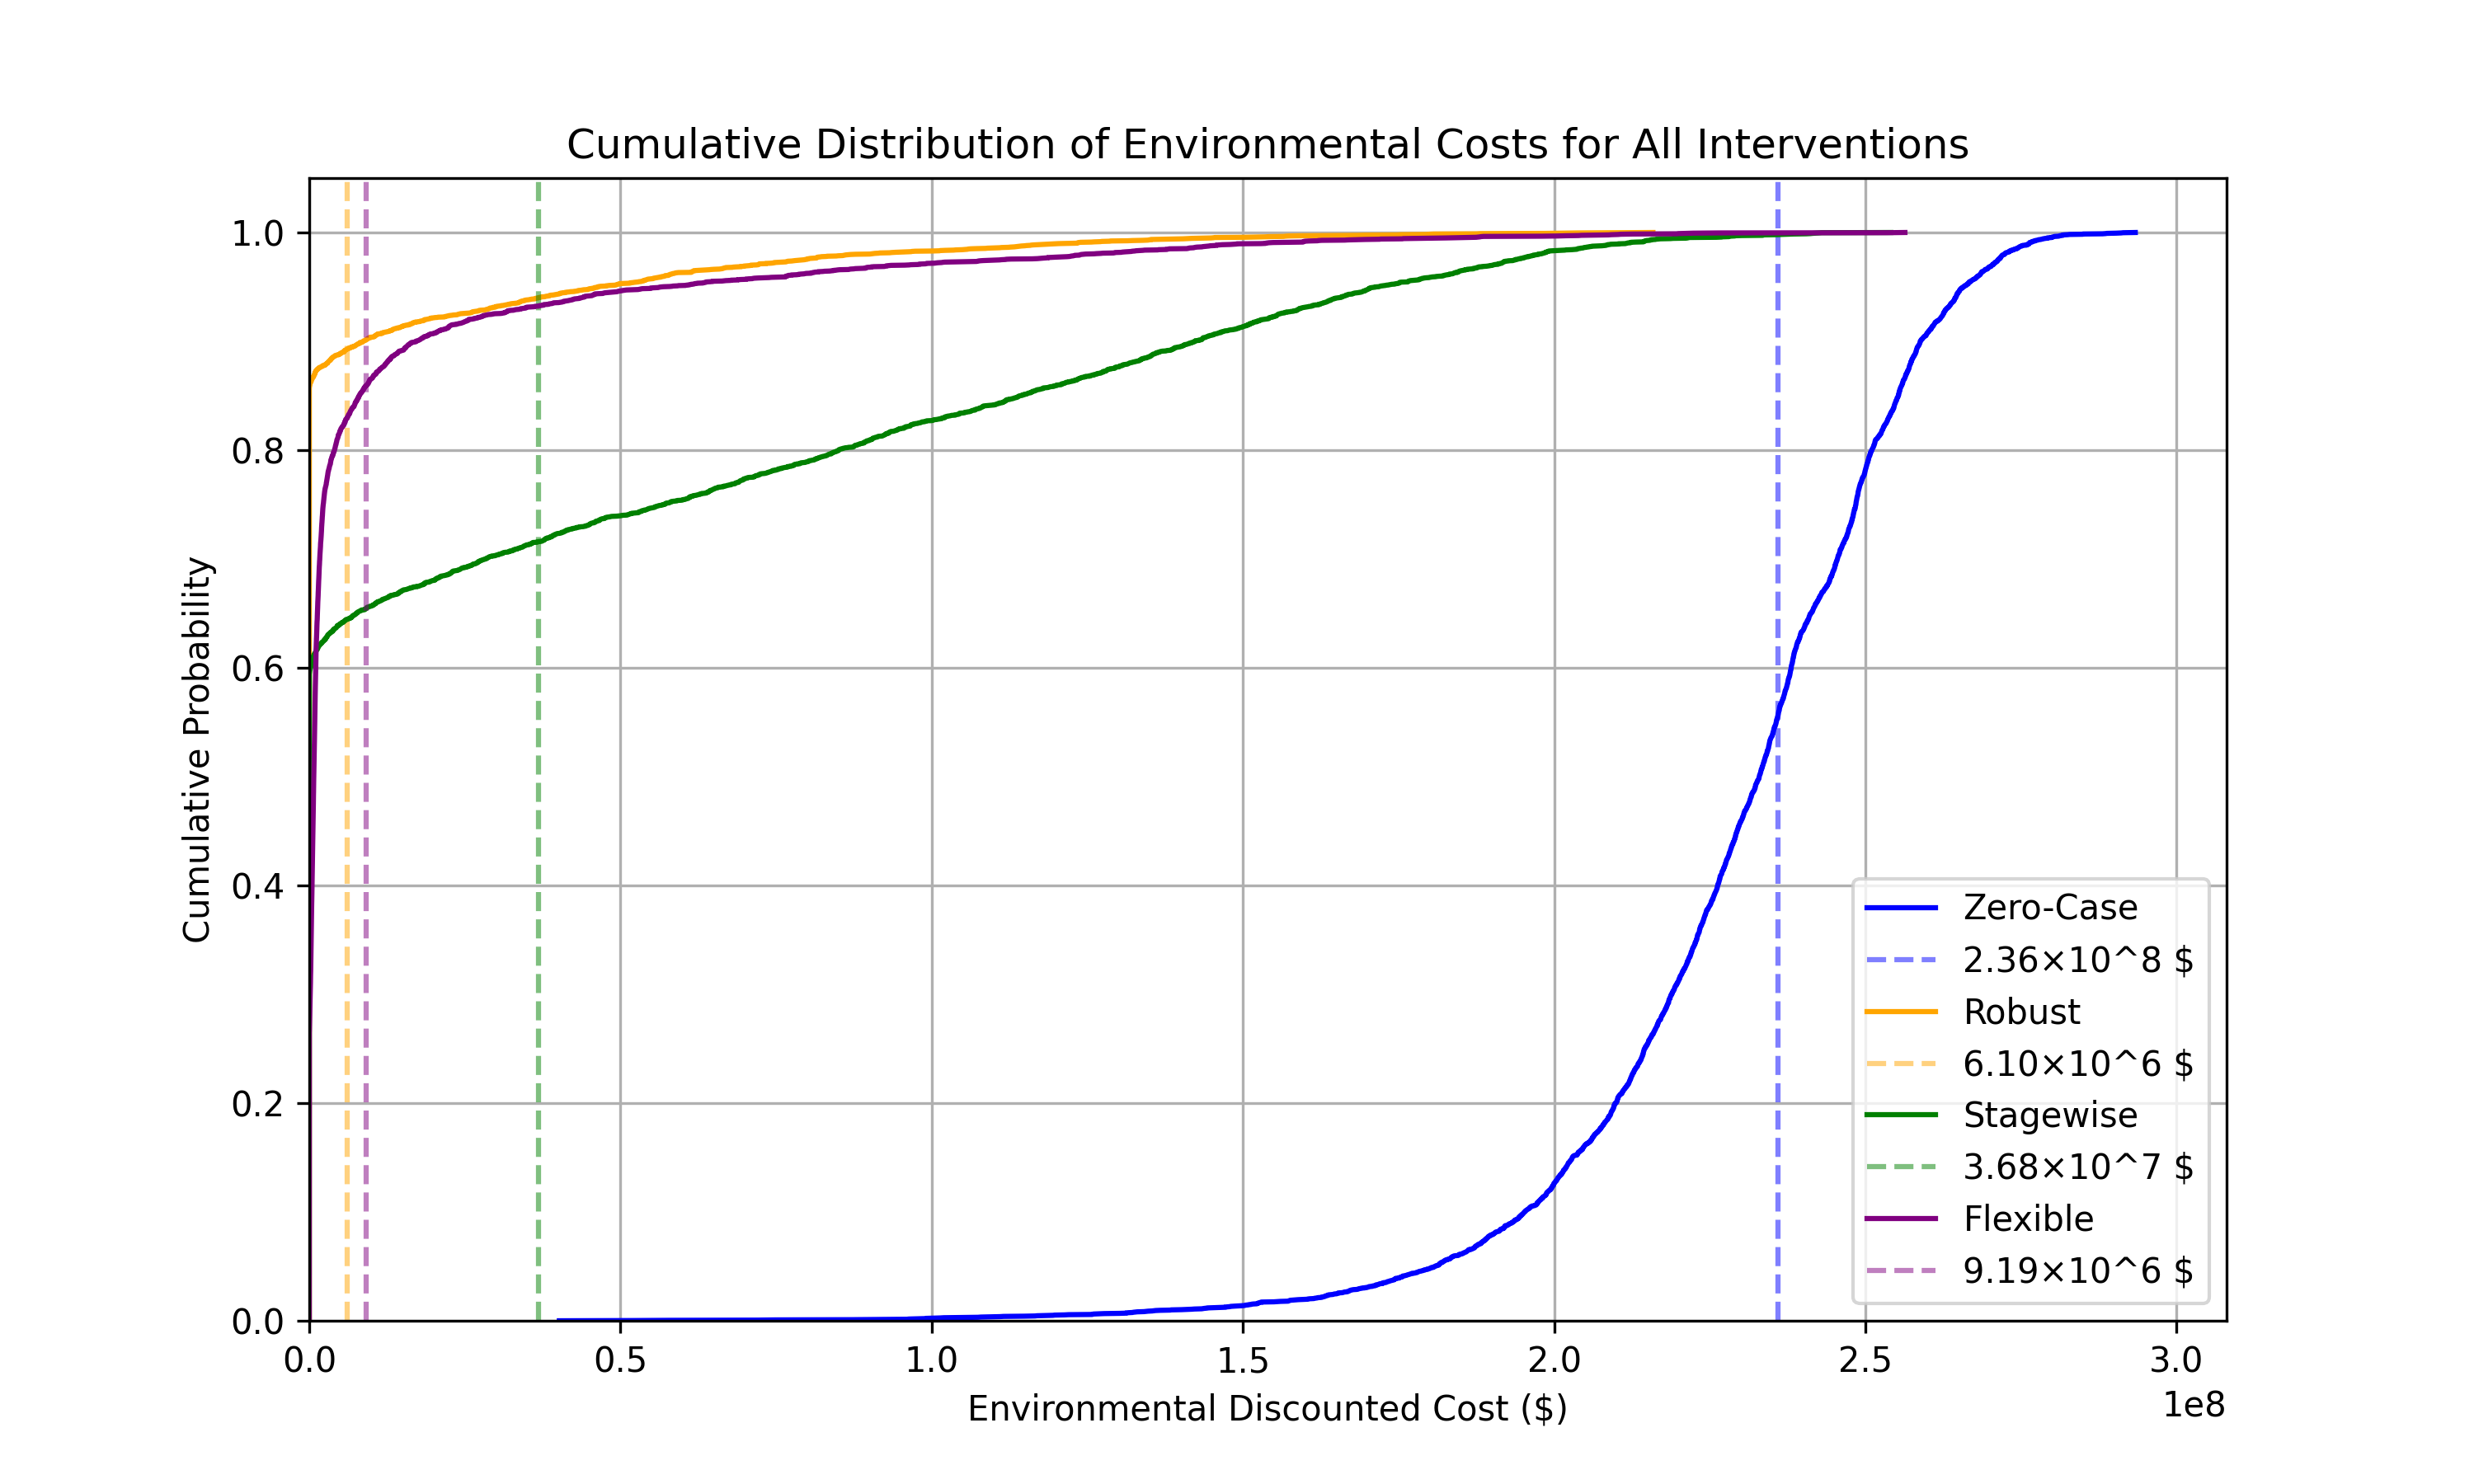 Cumulative Distribution of Environmental Costs for All Interventions
Cumulative Probability
1.0
0.8
0.6
0.4
0.2
0.0
0.0 0.5 1.0 1.5 2.0 2.5 3.0
1e8
Environmental Discounted Cost ($)
Zero-Case
2.36×10^8 $
Robust
6.10×10^6 $
Stagewise
3.68×10^7 $
Flexible
9.19×10^6 $